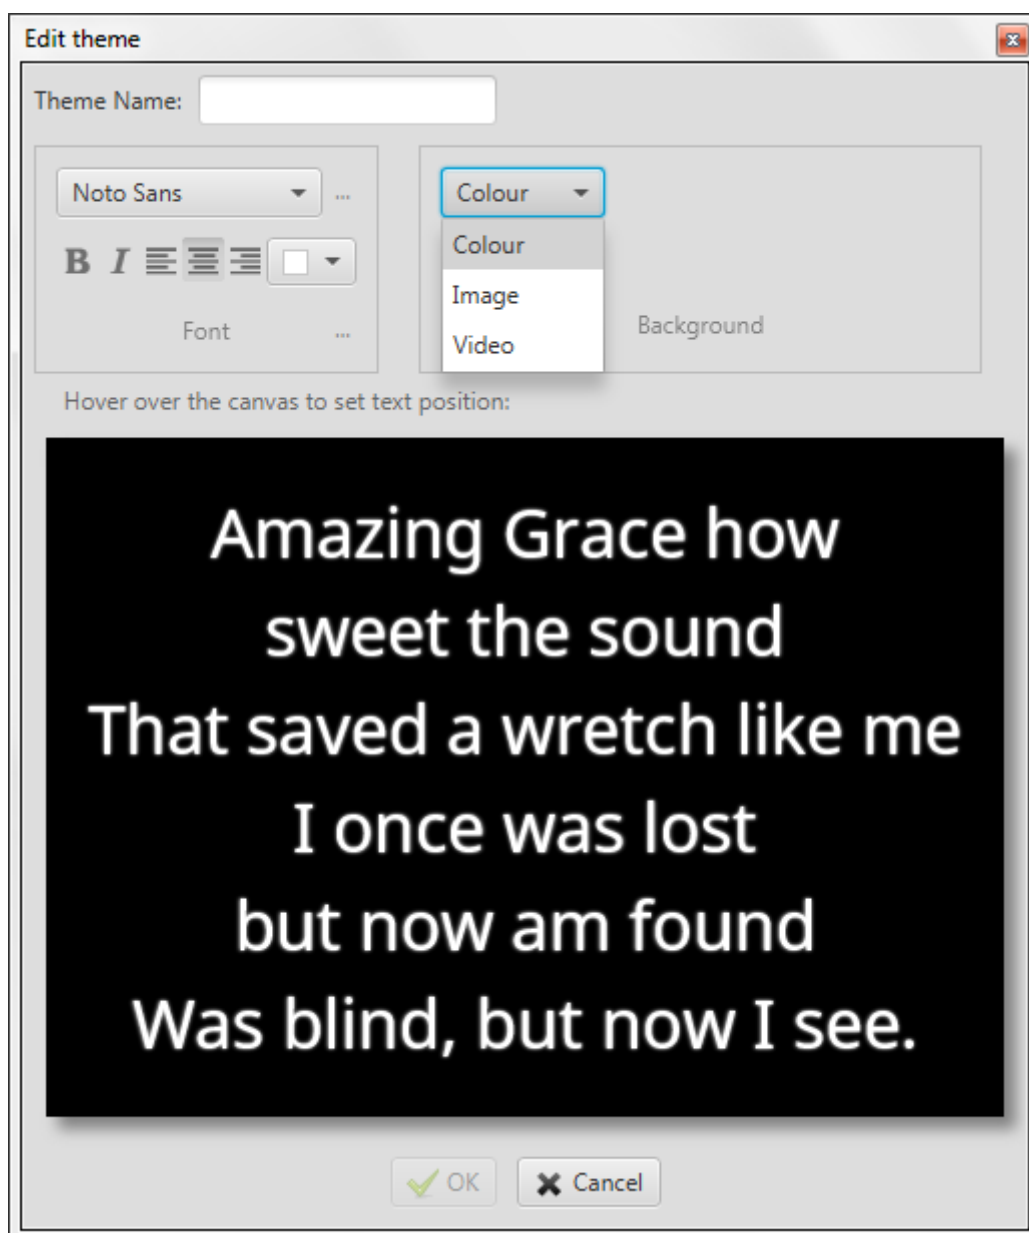 Edit theme
Theme Name:
Noto Sans
...
B I
Font
...
Colour
Colour
Image
Video
Background
Hover over the canvas to set text position:
Amazing Grace how
sweet the sound
That saved a wretch like me
I once was lost
but now am found
Was blind, but now I see.
OK
Cancel